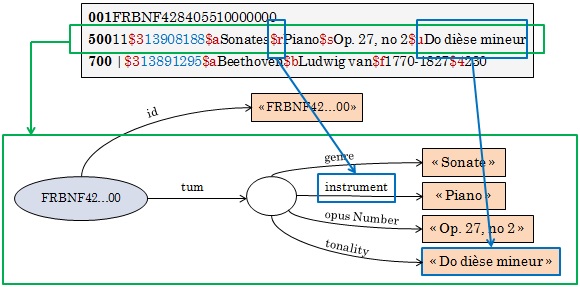 001FRBNF428405510000000
50011$313908188$aSonates$rPiano$sOp. 27, no 2$uDo dièse mineur
700 | $313891295$aBeethoven$bLudwig van$f1770-1827$4230
id
« FRBNF42...00»
genre
« Sonate »
FRBNF42...00
tum
instrument
« Piano »
opus Number
« Op. 27, no 2 »
tonality
« Do dièse mineur »